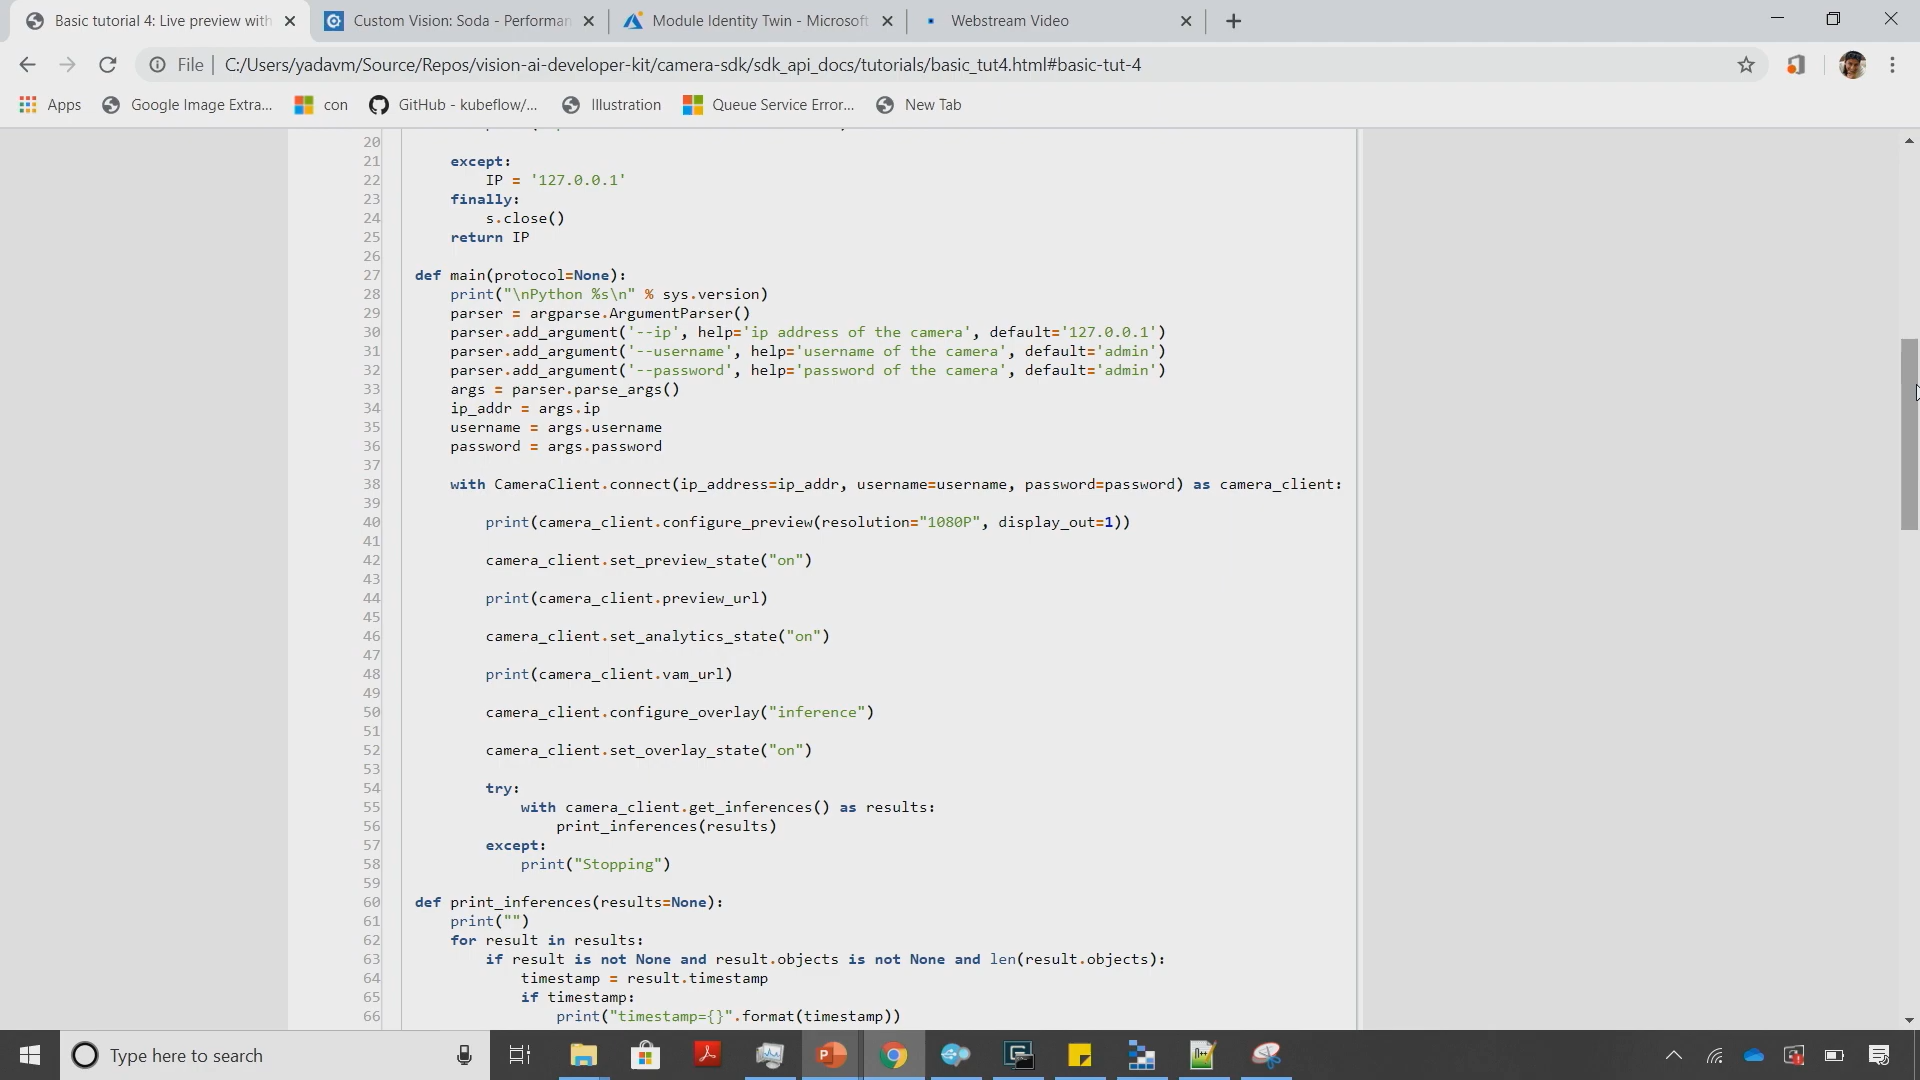 Basic tutorial 4: Live preview with
Custom Vision: Soda - Performan
Module Identity Twin - Microsoft
Webstream Video
File
C:/Users/yadavm/Source/Repos/vision-ai-developer-kit/camera-sdk/sdk_api_docs/tutorials/basic_tut4.html#basic-tut-4
Apps
Google Image Extra...
con
GitHub - kubeflow/...
Illustration
Queue Service Error...
New Tab
20
21 except:
22 IP = '127.0.0.1'
23 finally:
24 s.close()
25 return IP
26
27 def main(protocol=None):
28 print("\nPython %s\n" % sys.version)
29 parser = argparse.ArgumentParser()
30 parser.add_argument('--ip', help='ip address of the camera', default='127.0.0.1')
31 parser.add_argument('--username', help='username of the camera', default='admin')
32 parser.add_argument('--password', help='password of the camera', default='admin')
33 args = parser.parse_args()
34 ip_addr = args.ip
35 username = args.username
36 password = args.password
37
38 with CameraClient.connect(ip_address=ip_addr, username=username, password=password) as camera_client:
39
40 print(camera_client.configure_preview(resolution="1080P", display_out=1))
41
42 camera_client.set_preview_state("on")
43
44 print(camera_client.preview_url)
45
46 camera_client.set_analytics_state("on")
47
48 print(camera_client.vam_url)
49
50 camera_client.configure_overlay("inference")
51
52 camera_client.set_overlay_state("on")
53
54 try:
55 with camera_client.get_inferences() as results:
56 print_inferences(results)
57 except:
58 print("Stopping")
59
60 def print_inferences(results=None):
61 print("")
62 for result in results:
63 if result is not None and result.objects is not None and len(result.objects):
64 timestamp = result.timestamp
65 if timestamp:
66 print("timestamp={}".format(timestamp))
Type here to search